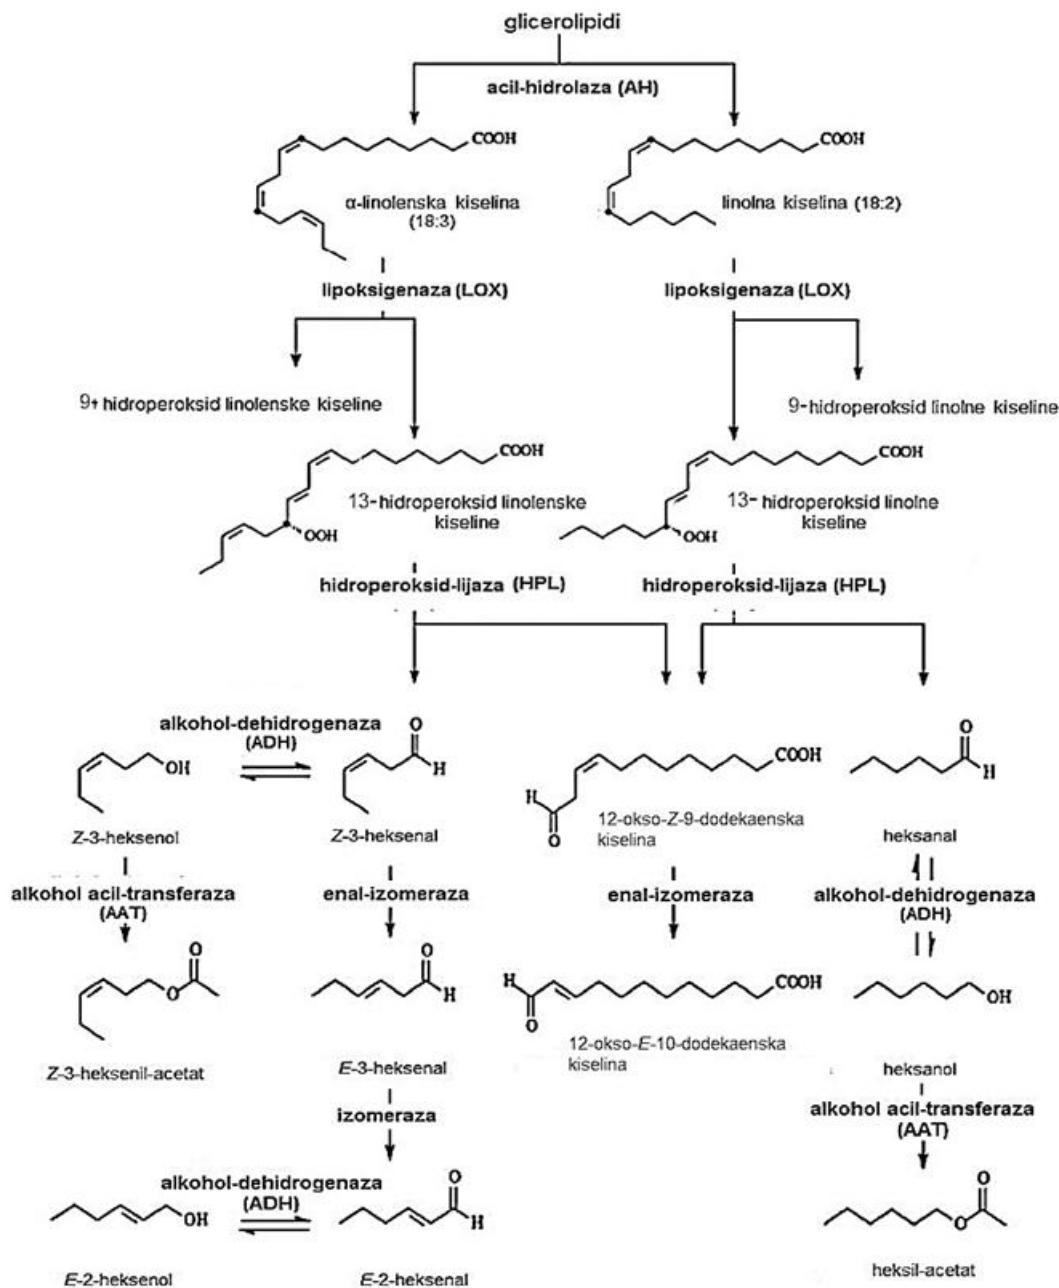 glicerolipidi
acil-hidrolaza (AH)
COOH
COOH
α-linolenska kiselina
(18:3)
linolna kiselina (18:2)
lipoksigenaza (LOX)
lipoksigenaza (LOX)
9-hidroperoksid linolenske kiseline
9-hidroperoksid linolne kiseline
COOH
COOH
13-hidroperoksid linolenske
kiseline
13-hidroperoksid linolne
kiseline
OOH
OOH
hidroperoksid-lijaza (HPL)
hidroperoksid-lijaza (HPL)
alkohol-dehidrogenaza
(ADH)
OH
O
H
COOH
H
O
O
H
Z-3-heksenol
Z-3-heksenal
12-okso-Z-9-dodekaenska
kiselina
heksanal
alkohol acil-transferaza
(AAT)
enal-izomeraza
enal-izomeraza
alkohol-dehidrogenaza
(ADH)
O
O
O
H
H
O
COOH
OH
Z-3-heksenil-acetat
E-3-heksenal
12-okso-E-10-dodekaenska
kiselina
heksanol
izomeraza
alkohol acil-transferaza
(AAT)
alkohol-dehidrogenaza
(ADH)
OH
O
H
O
O
E-2-heksenol
E-2-heksenal
heksil-acetat